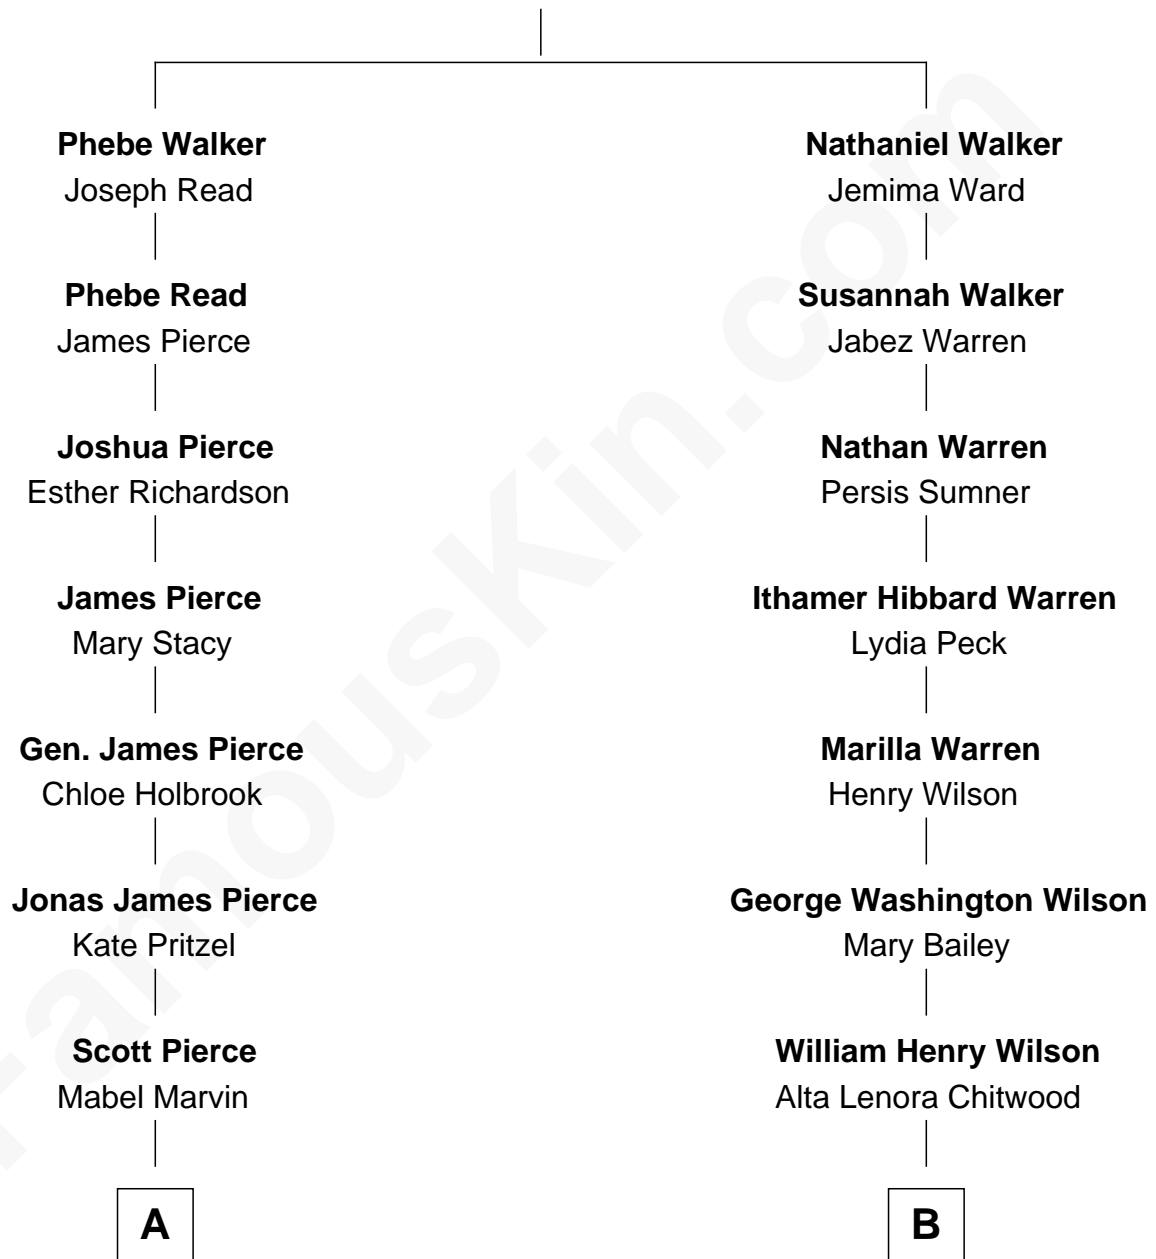 Phebe Walker
Joseph Read
Phebe Read
James Pierce
Joshua Pierce
Esther Richardson
James Pierce
Mary Stacy
Gen. James Pierce
Chloe Holbrook
Jonas James Pierce
Kate Pritzel
Scott Pierce
Mabel Marvin
A
Nathaniel Walker
Jemima Ward
Susannah Walker
Jabez Warren
Nathan Warren
Persis Sumner
Ithamer Hibbard Warren
Lydia Peck
Marilla Warren
Henry Wilson
George Washington Wilson
Mary Bailey
William Henry Wilson
Alta Lenora Chitwood
B
FamousKin.com